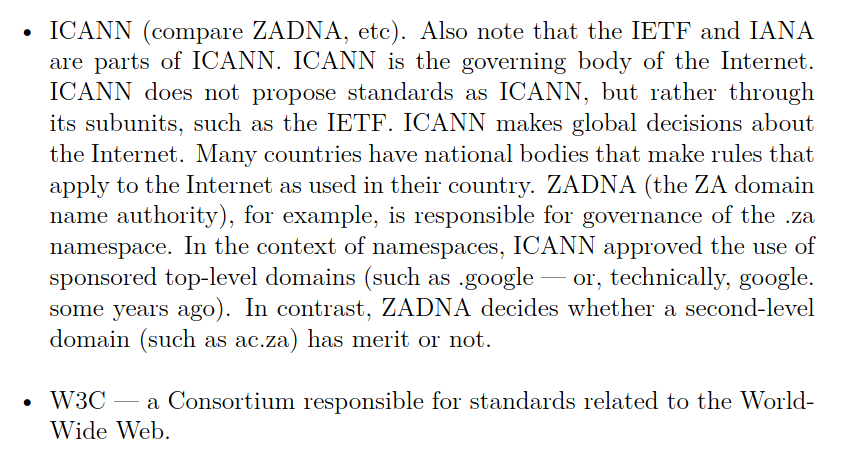 • ICANN (compare ZADNA, etc). Also note that the IETF and IANA
are parts of ICANN. ICANN is the governing body of the Internet.
ICANN does not propose standards as ICANN, but rather through
its subunits, such as the IETF. ICANN makes global decisions about
the Internet. Many countries have national bodies that make rules that
apply to the Internet as used in their country. ZADNA (the ZA domain
name authority), for example, is responsible for governance of the .za
namespace. In the context of namespaces, ICANN approved the use of
sponsored top-level domains (such as .google — or, technically, google.
some years ago). In contrast, ZADNA decides whether a second-level
domain (such as ac.za) has merit or not.
• W3C — a Consortium responsible for standards related to the World-
Wide Web.